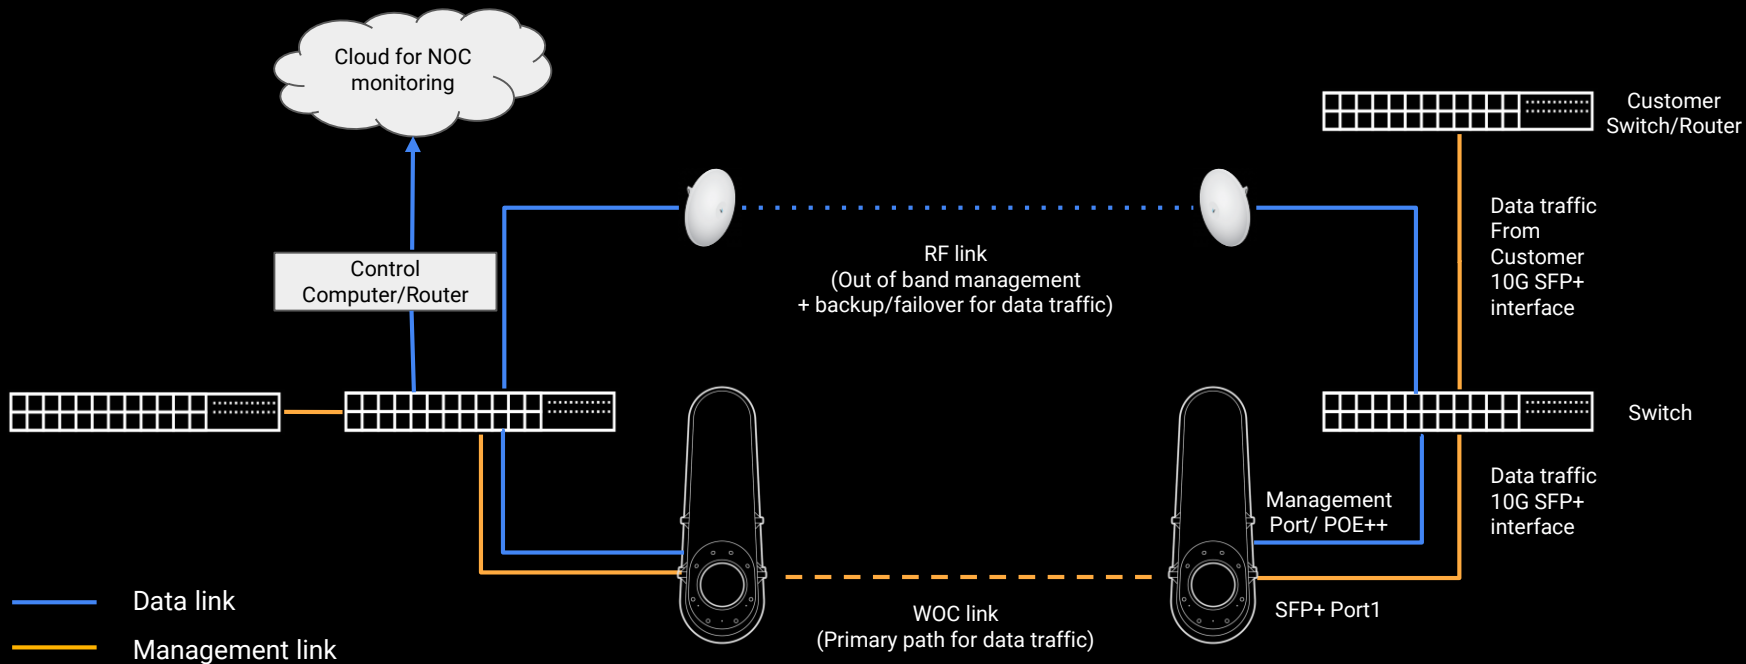 Cloud for NOC
monitoring
Customer
Switch/Router
Control
Computer/Router
RF link
(Out of band management
+ backup/failover for data traffic)
Data traffic
From
Customer
10G SFP+
interface
Switch
Management
Port/ POE++
Data traffic
10G SFP+
interface
WOC link
(Primary path for data traffic)
SFP+ Port1
Data link
Management link